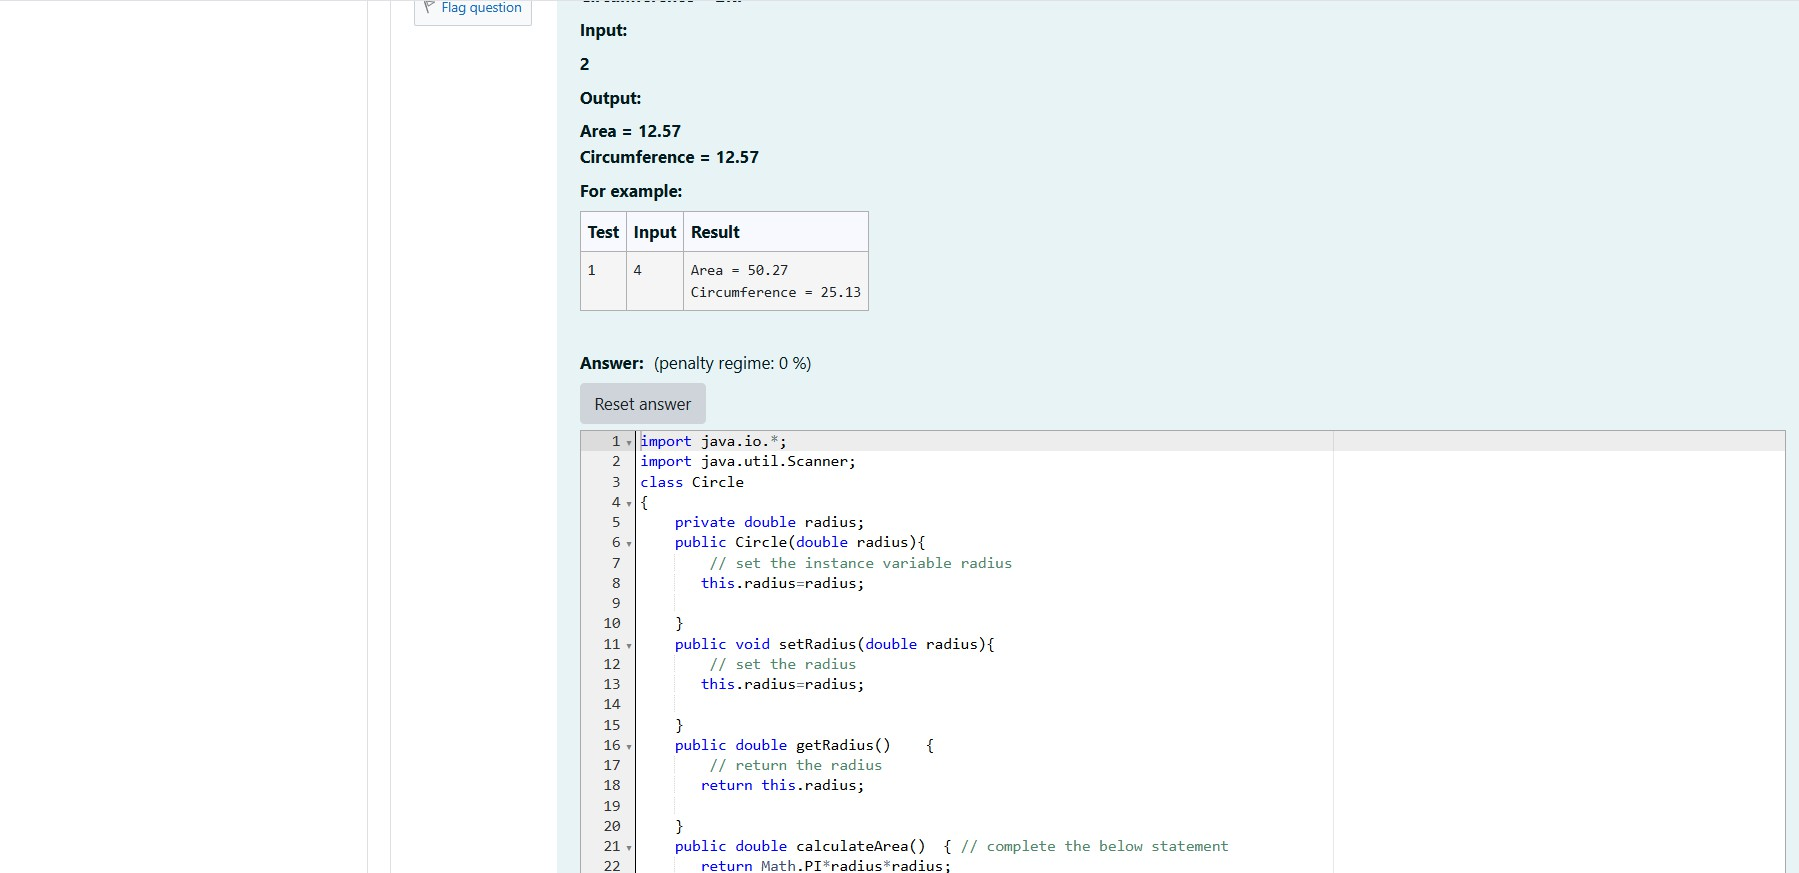 Flag question
Input:
2
Output:
Area = 12.57
Circumference = 12.57
For example:
Test Input Result
1 4 Area = 50.27
Circumference = 25.13
Answer: (penalty regime: 0 %)
Reset answer
1 import java.io.*;
2 import java.util.Scanner;
3 class Circle
4 {
5 private double radius;
6 public Circle(double radius){
7 // set the instance variable radius
8 this.radius=radius;
9
10 }
11 public void setRadius(double radius){
12 // set the radius
13 this.radius=radius;
14
15 }
16 public double getRadius() {
17 // return the radius
18 return this.radius;
19
20 }
21 public double calculateArea() { // complete the below statement
22 return Math.PI*radius*radius;